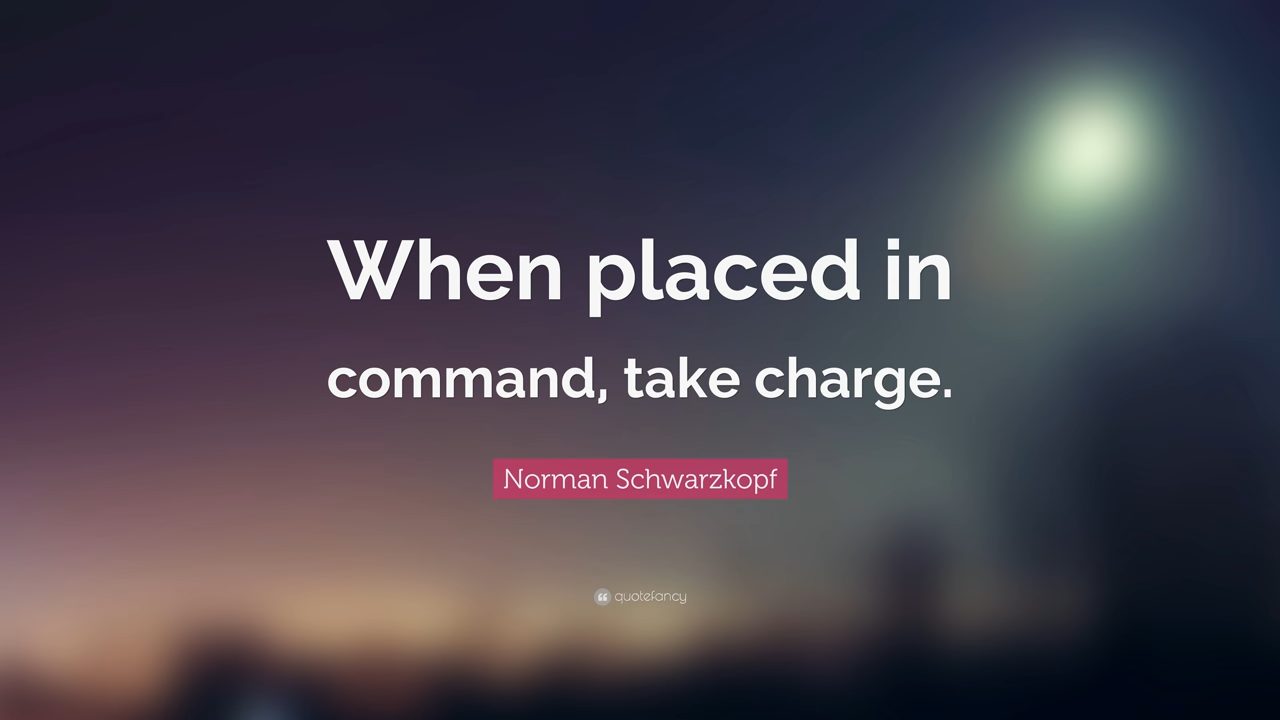 When placed in
command, take charge.
Norman Schwarzkopf
quotefancy